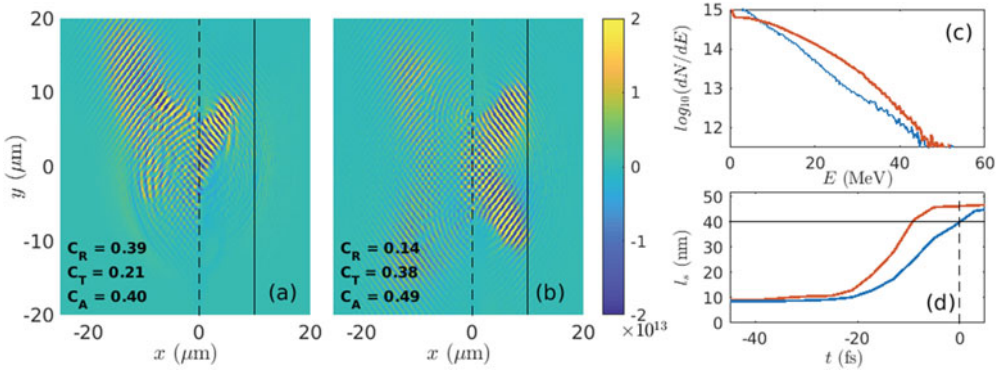 20
10
0
-10
-20
y (μm)
C_R = 0.39
C_T = 0.21
C_A = 0.40
(a)
-20 0 20
x (μm)
C_R = 0.14
C_T = 0.38
C_A = 0.49
(b)
-20 0 20
x (μm)
2
1
0
-1
-2
×10^13
15
14
13
12
log₁₀(dN/dE)
(c)
0 20 40 60
E (MeV)
50
40
30
20
10
0
l_s (nm)
(d)
-40 -20 0
t (fs)